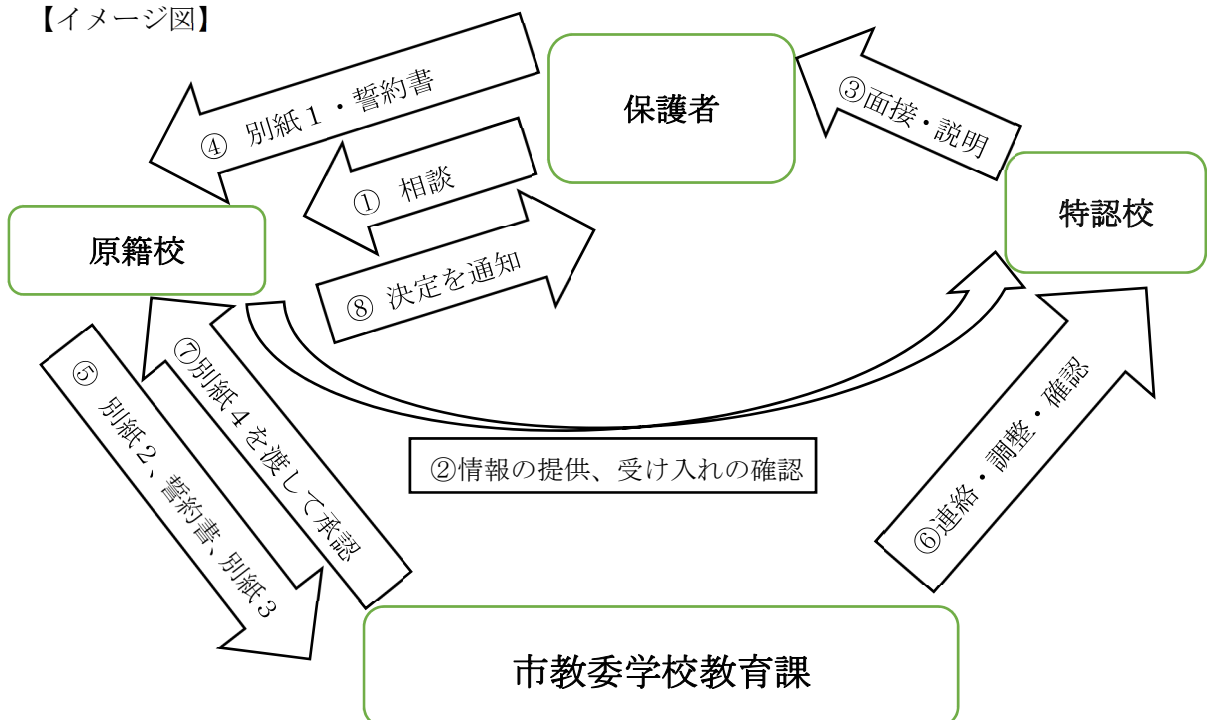 【イメージ図】
保護者
③面接・説明
④ 別紙１・誓約書
① 相談
特認校
原籍校
⑧ 決定を通知
②情報の提供、受け入れの確認
⑤ 別紙２、誓約書、別紙３
⑦別紙４を渡して承認
⑥連絡・調整・確認
市教委学校教育課